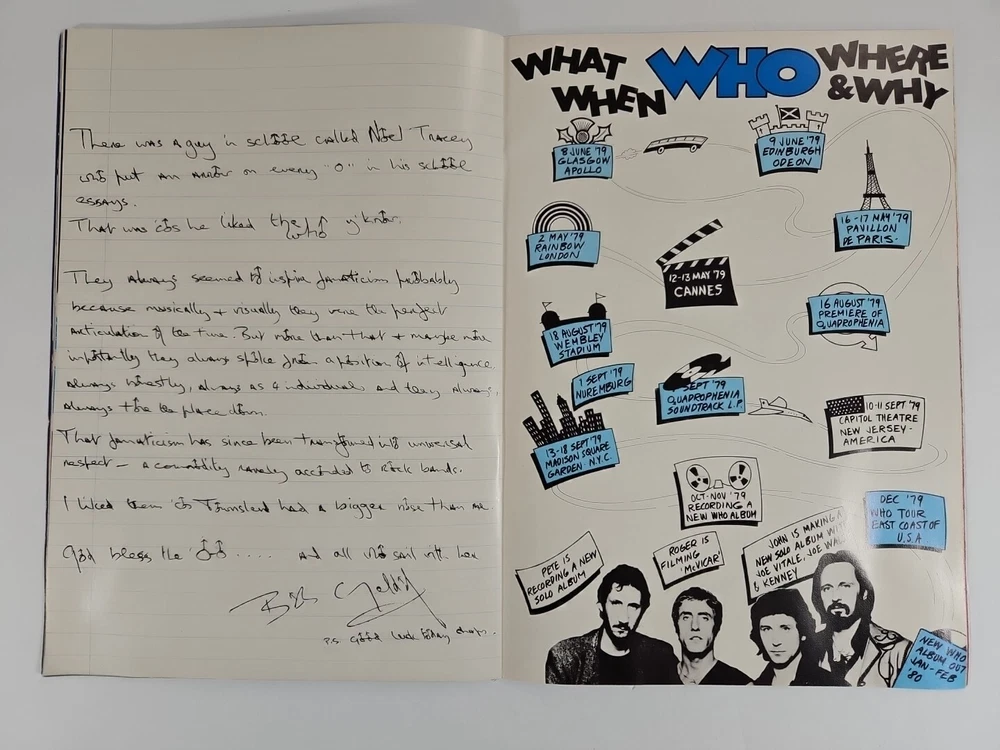 There was a guy in school called Noel Tracey
who put an arrow on every "O" in his school
essays.
That was cos he liked the Who y'know.
They always seemed to inspire fanaticism probably
because musically + visually they were the perfect
articulation of the time. But more than that + maybe more
importantly they always spoke from a position of intelligence.
Always honestly, always as 4 individuals and they always,
always tore the place down.
That fanaticism has since been transformed into universal
respect – a commodity rarely accorded to Rock bands.
I liked them 'cos Townshend had a bigger nose than me
God bless the 'OO ..... and all who sail with her
Bob Geldof
P.S. Good luck today chaps.
WHAT WHEN WHO WHERE & WHY
8 JUNE '79
GLASGOW
APOLLO
9 JUNE '79
EDINBURGH
ODEON
16-17 MAY '79
PAVILLON
DE PARIS.
2 MAY '79
RAINBOW
LONDON
12-13 MAY '79
CANNES
16 AUGUST '79
PREMIERE OF
QUADROPHENIA
18 AUGUST '79
WEMBLEY
STADIUM
1 SEPT '79
NUREMBURG
SEPT '79
QUADROPHENIA
SOUNDTRACK L.P.
10-11 SEPT '79
CAPITOL THEATRE
NEW JERSEY-
AMERICA
13-18 SEPT '79
MADISON SQUARE
GARDEN N.Y.C
OCT-NOV '79
RECORDING A
NEW WHO ALBUM
DEC '79
WHO TOUR
EAST COAST OF
U.S.A.
PETE IS
RECORDING A NEW
SOLO ALBUM
ROGER IS
FILMING
'McVICAR'
JOHN IS MAKING A
NEW SOLO ALBUM WITH
JOE VITALE, JOE WAL
& KENNEY
NEW WHO
ALBUM OUT
JAN-FEB
'80